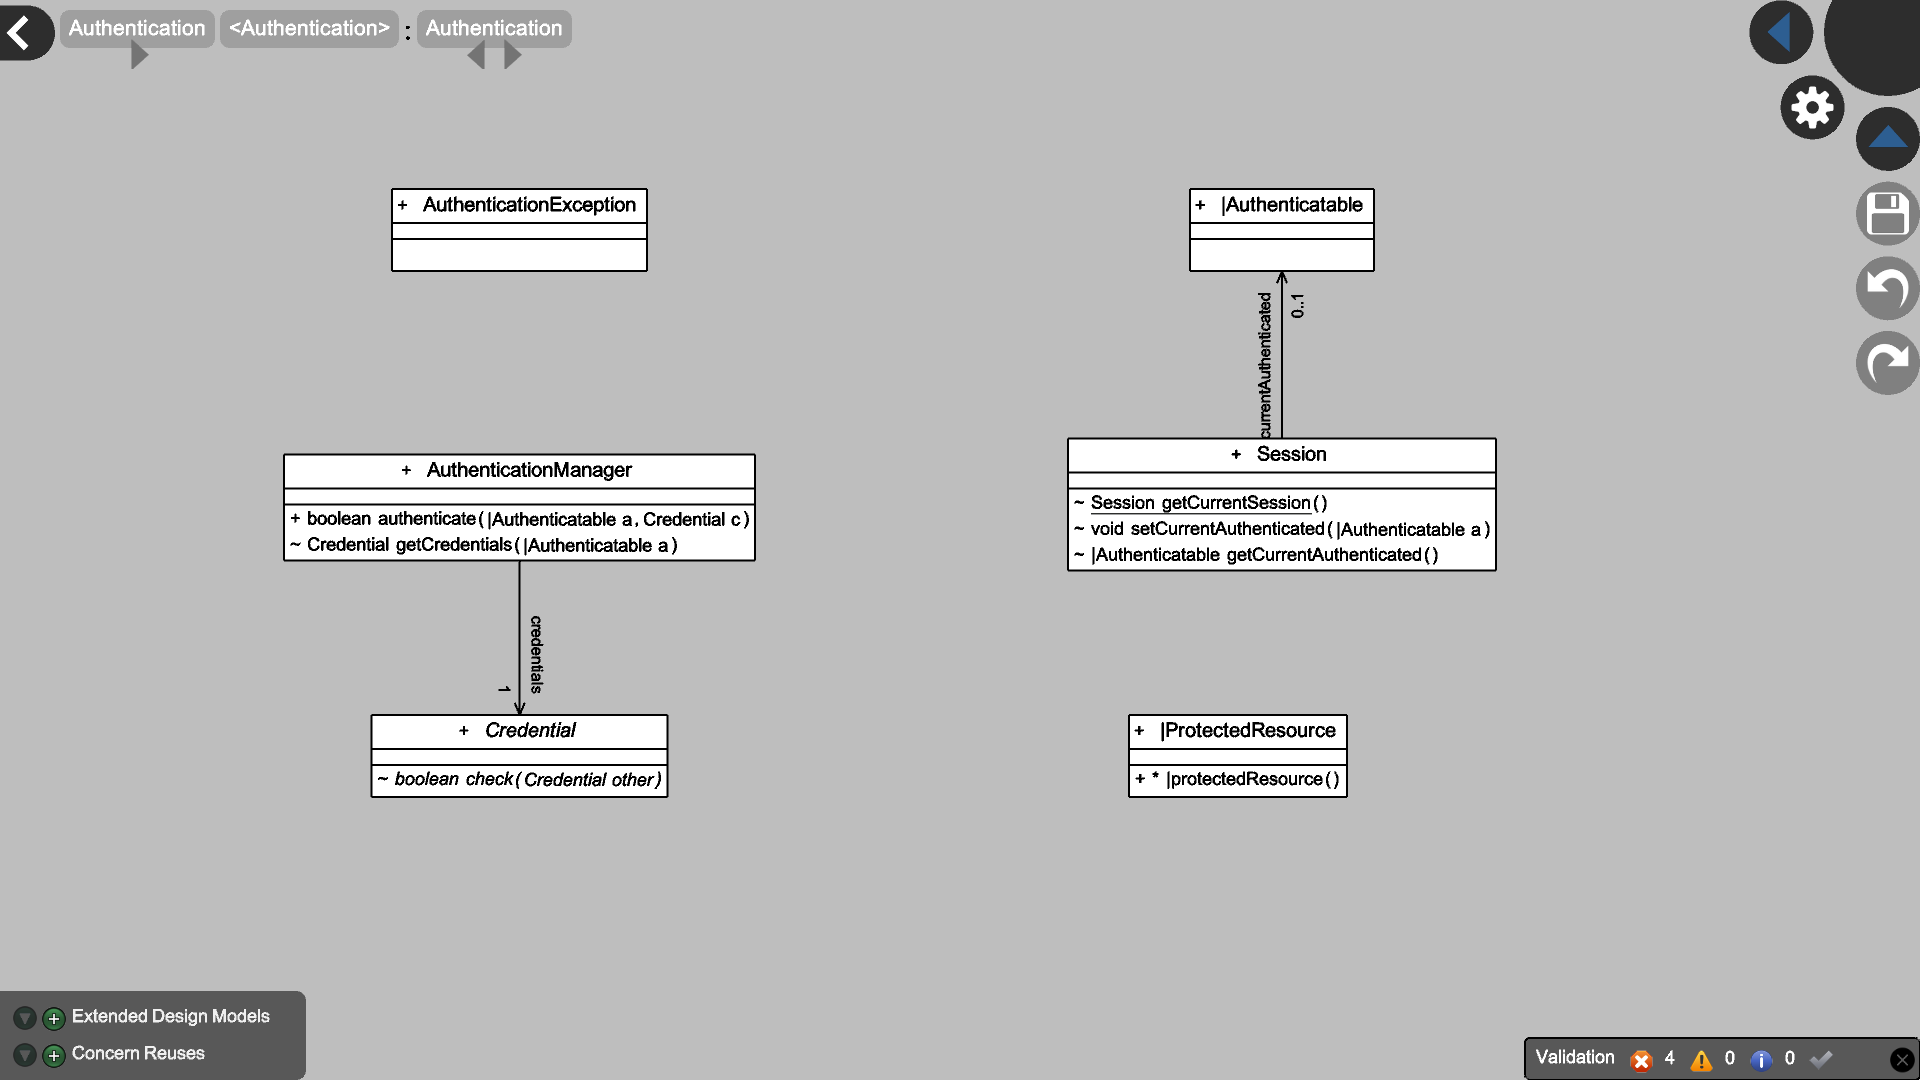 Authentication <Authentication> : Authentication
+ AuthenticationException
+ |Authenticatable
currentAuthenticated
0..1
+ AuthenticationManager
+ boolean authenticate(|Authenticatable a, Credential c)
~ Credential getCredentials(|Authenticatable a)
+ Session
~ Session getCurrentSession()
~ void setCurrentAuthenticated(|Authenticatable a)
~ |Authenticatable getCurrentAuthenticated()
credentials
1
+ Credential
~ boolean check(Credential other)
+ |ProtectedResource
+ * |protectedResource()
Extended Design Models
Concern Reuses
Validation 4 0 0